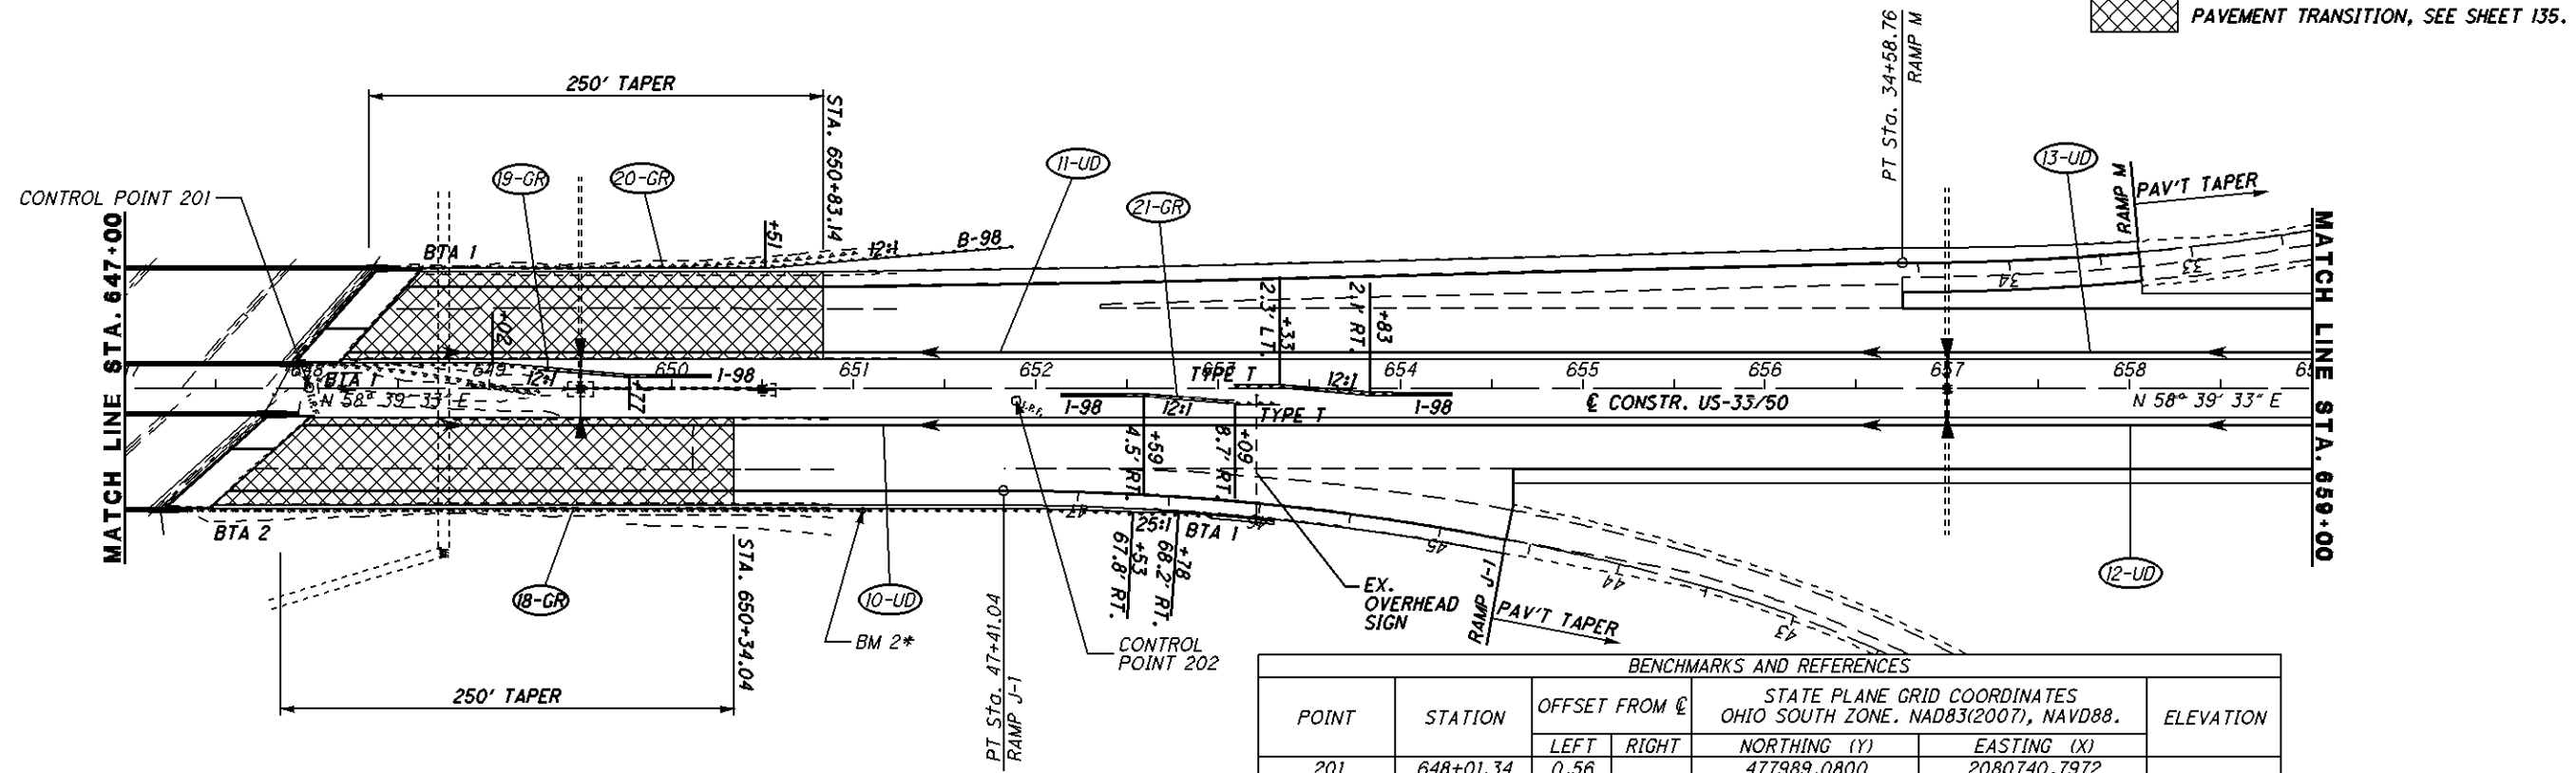 PAVEMENT TRANSITION, SEE SHEET 135.
PT Sta. 34+58.76
RAMP M
250' TAPER
STA. 650+83.14
CONTROL POINT 201
19-GR
20-GR
11-UD
21-GR
13-UD
RAMP M
PAV'T TAPER
MATCH LINE STA. 647+00
BTA 1
+51
12:1
B-98
2.3' LT.
+33
2.1' RT.
+83
34
33
MATCH LINE STA. 659+00
+02
648
649
650
651
652
653
654
655
656
657
658
BTA 1
12:1
1-98
+77
N 58° 39' 33" E
TYPE T
12:1
1-98
12:1
TYPE T
1-98
℄ CONSTR. US-33/50
N 58° 39' 33" E
I.P.F.
4.5' RT.
+59
8.7' RT.
+09
BTA 2
47
46
45
44
43
25:1
BTA 1
67.8' RT.
+53
68.2' RT.
+78
18-GR
10-UD
12-UD
STA. 650+34.04
BM 2*
EX.
OVERHEAD
SIGN
RAMP J-1
PAV'T TAPER
CONTROL
POINT 202
250' TAPER
PT Sta. 47+41.04
RAMP J-1
BENCHMARKS AND REFERENCES
POINT STATION OFFSET FROM ℄ STATE PLANE GRID COORDINATES
OHIO SOUTH ZONE. NAD83(2007), NAVD88. ELEVATION
LEFT RIGHT NORTHING (Y) EASTING (X)
201 648+01.34 0.56 477989.0800 2080740.7972